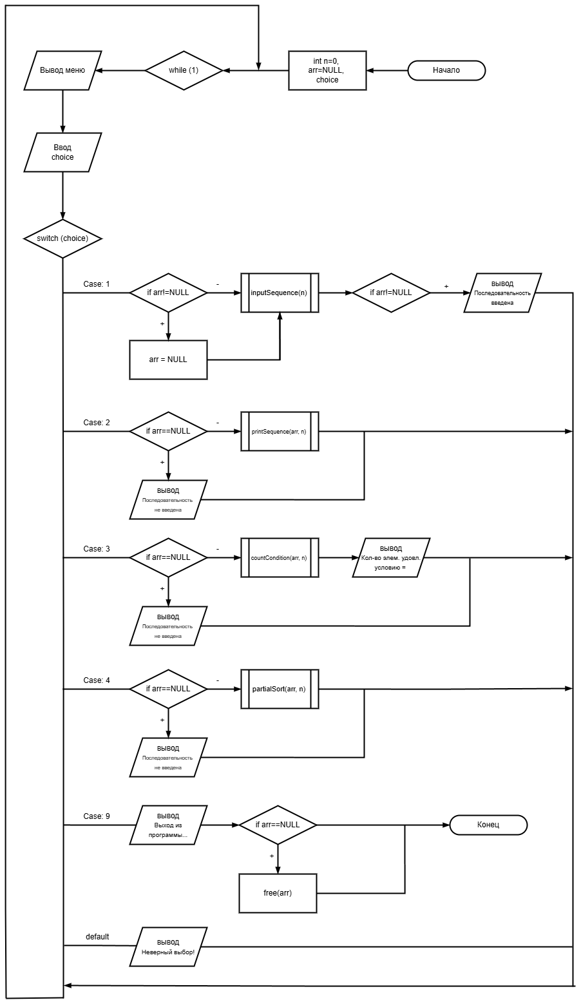 Начало
int n=0,
arr=NULL,
choice
while (1)
Вывод меню
Ввод
choice
switch (choice)
Case: 1
if arr!=NULL
-
inputSequence(n)
if arr!=NULL
+
вывод
Последовательность
введена
+
arr = NULL
Case: 2
if arr==NULL
-
printSequence(arr, n)
+
вывод
Последовательность
не введена
Case: 3
if arr==NULL
-
countCondition(arr, n)
вывод
Кол-во элем. удовл.
условию =
+
вывод
Последовательность
не введена
Case: 4
if arr==NULL
-
partialSort(arr, n)
+
вывод
Последовательность
не введена
Case: 9
вывод
Выход из
программы...
if arr==NULL
Конец
+
free(arr)
default
вывод
Неверный выбор!